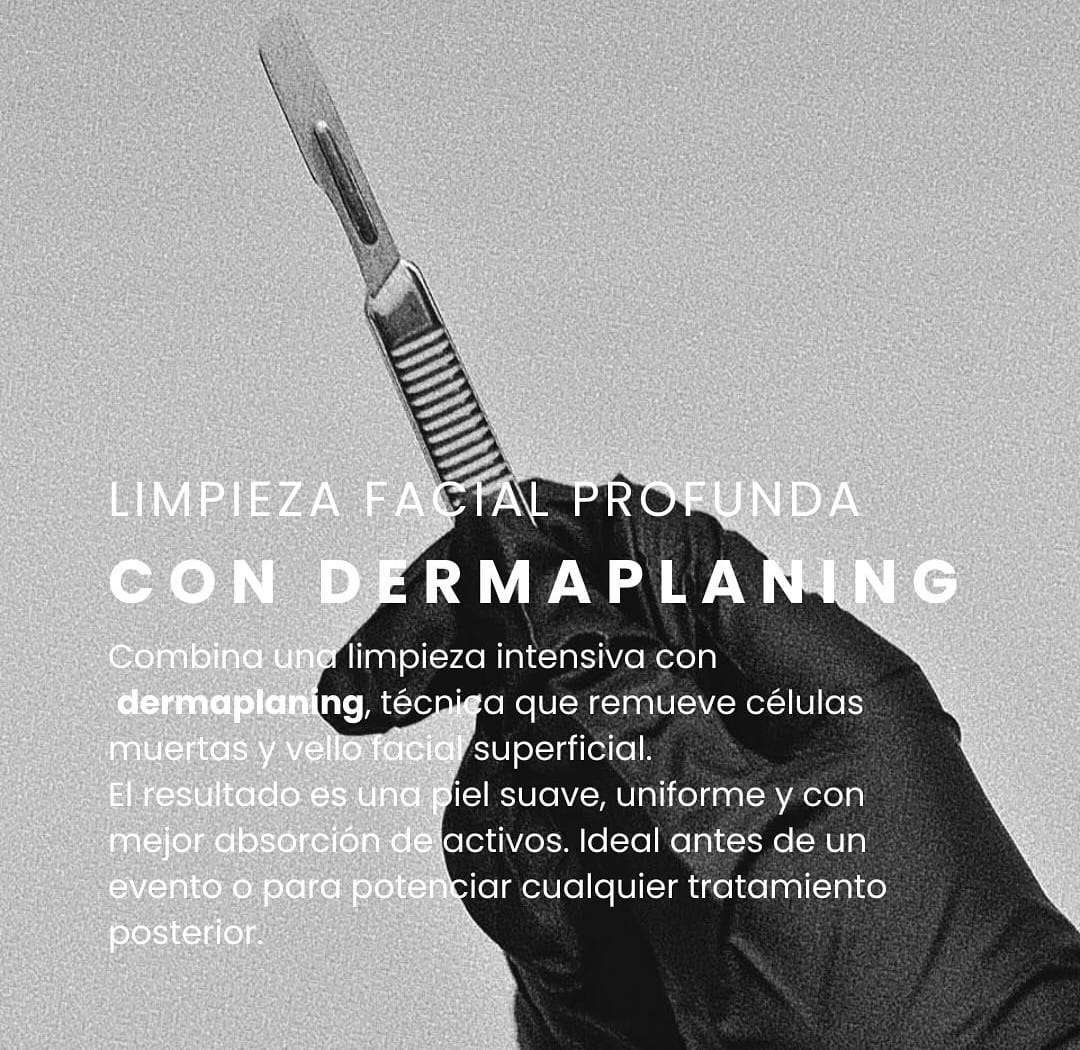 LIMPIEZA FACIAL PROFUNDA
CON DERMAPLANING
Combina una limpieza intensiva con
dermaplaning, técnica que remueve células
muertas y vello facial superficial.
El resultado es una piel suave, uniforme y con
mejor absorción de activos. Ideal antes de un
evento o para potenciar cualquier tratamiento
posterior.